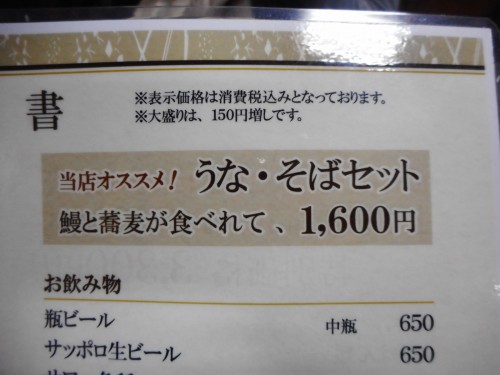 書
※表示価格は消費税込みとなっております。
※大盛りは、150円増しです。
当店オススメ! うな・そばセット
鰻と蕎麦が食べれて、1,600円
お飲み物
瓶ビール 中瓶 650
サッポロ生ビール 650